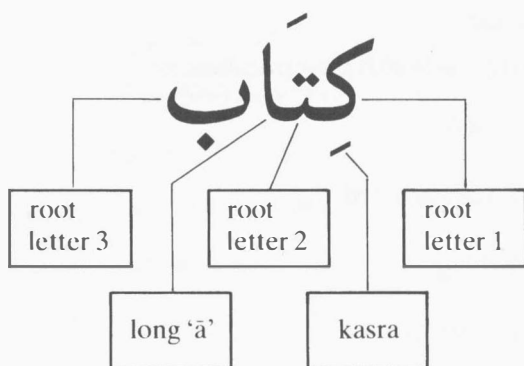 كِتَاب
root letter 3
root letter 2
root letter 1
long ‘ā’
kasra